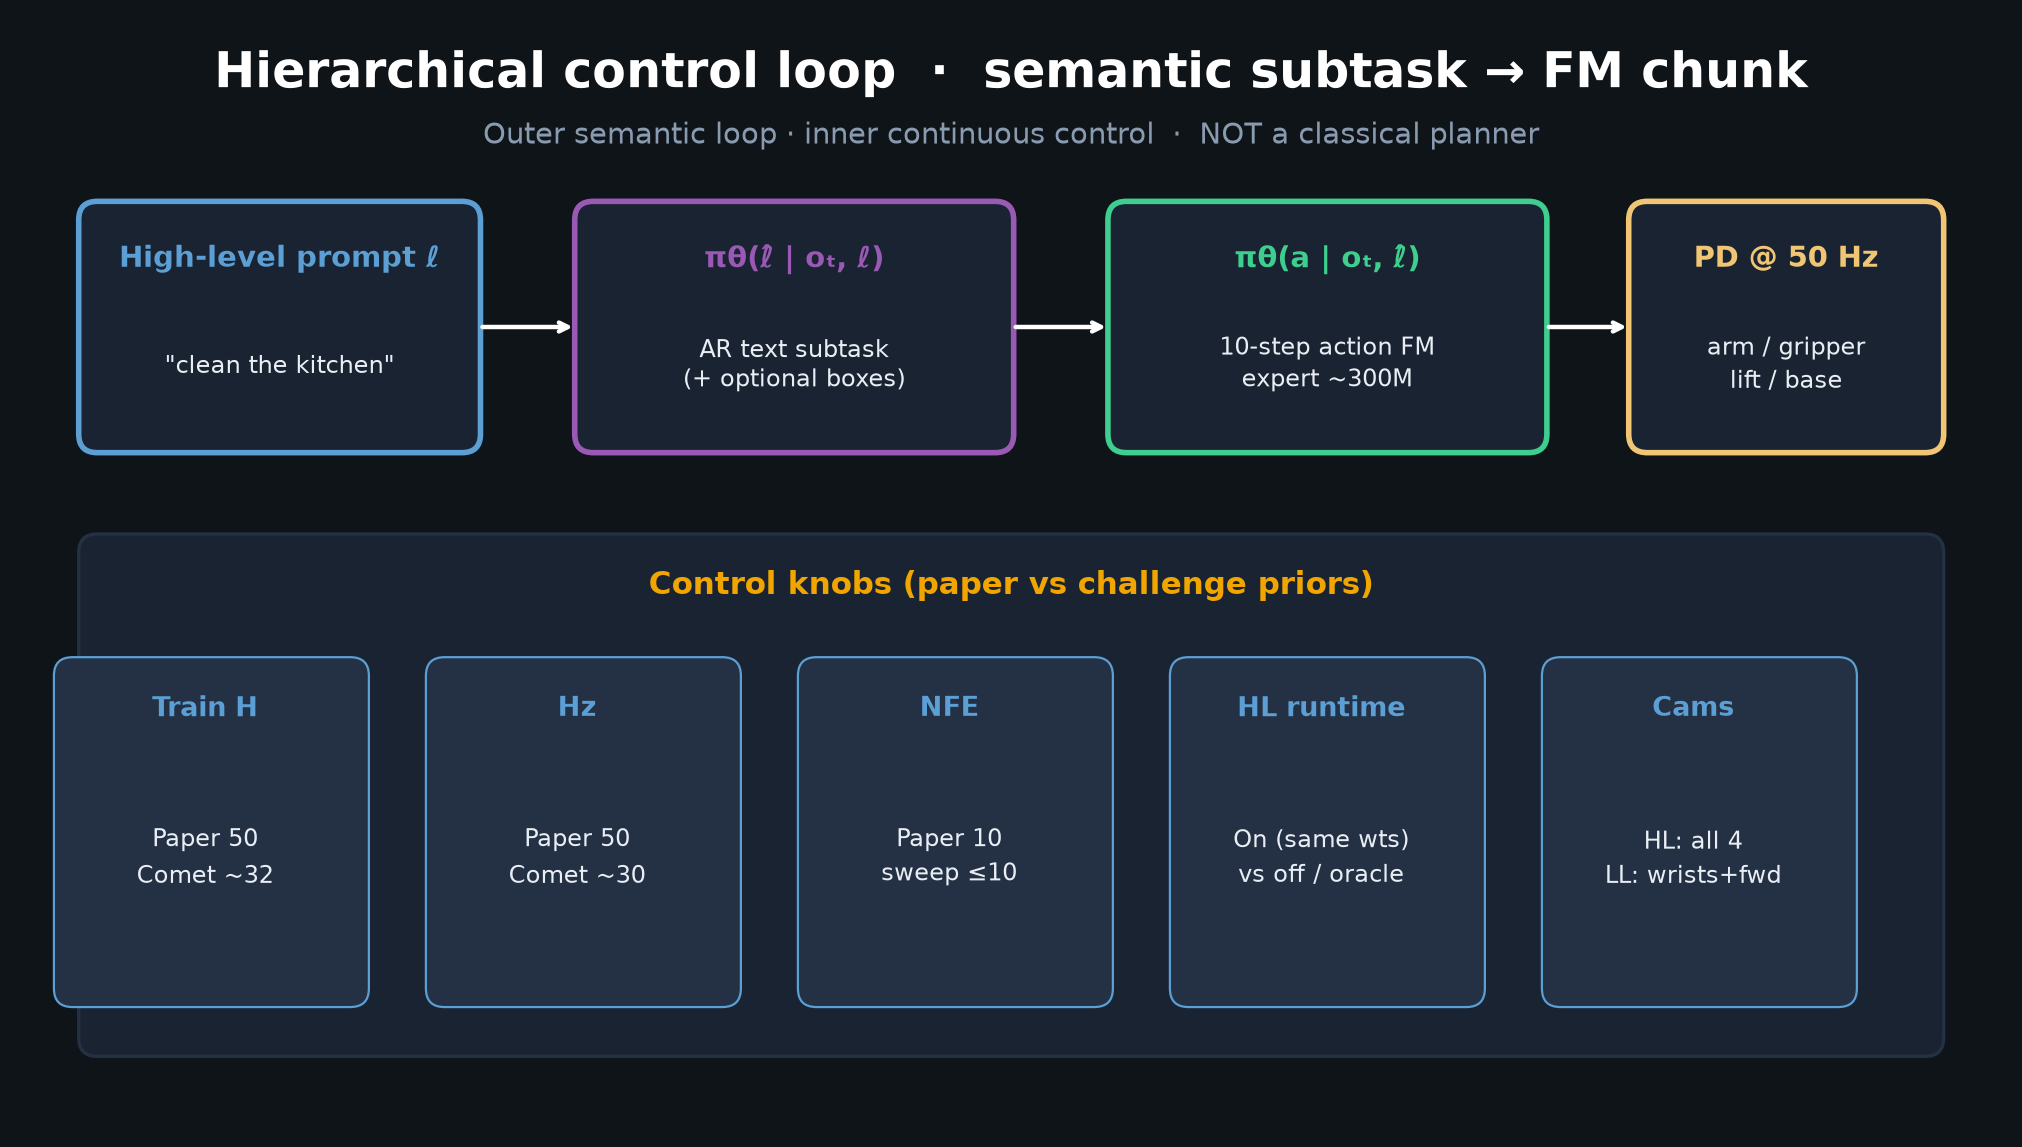 Hierarchical control loop · semantic subtask → FM chunk
Outer semantic loop · inner continuous control · NOT a classical planner
High-level prompt ℓ
"clean the kitchen"
πθ(ℓ̂ | oₜ, ℓ)
AR text subtask
(+ optional boxes)
πθ(a | oₜ, ℓ̂)
10-step action FM
expert ~300M
PD @ 50 Hz
arm / gripper
lift / base
Control knobs (paper vs challenge priors)
Train H
Paper 50
Comet ~32
Hz
Paper 50
Comet ~30
NFE
Paper 10
sweep ≤10
HL runtime
On (same wts)
vs off / oracle
Cams
HL: all 4
LL: wrists+fwd